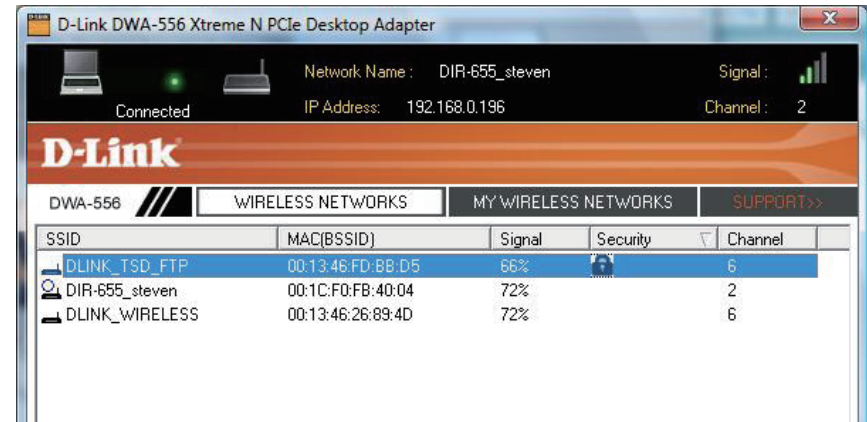 D-Link DWA-556 Xtreme N PCIe Desktop Adapter
Network Name : DIR-655_steven Signal :
Connected IP Address: 192.168.0.196 Channel : 2
D-Link
DWA-556 WIRELESS NETWORKS MY WIRELESS NETWORKS SUPPORT>>
SSID MAC(BSSID) Signal Security Channel
DLINK_TSD_FTP 00:13:46:FD:BB:D5 66% 6
DIR-655_steven 00:1C:F0:FB:40:04 72% 2
DLINK_WIRELESS 00:13:46:26:89:4D 72% 6